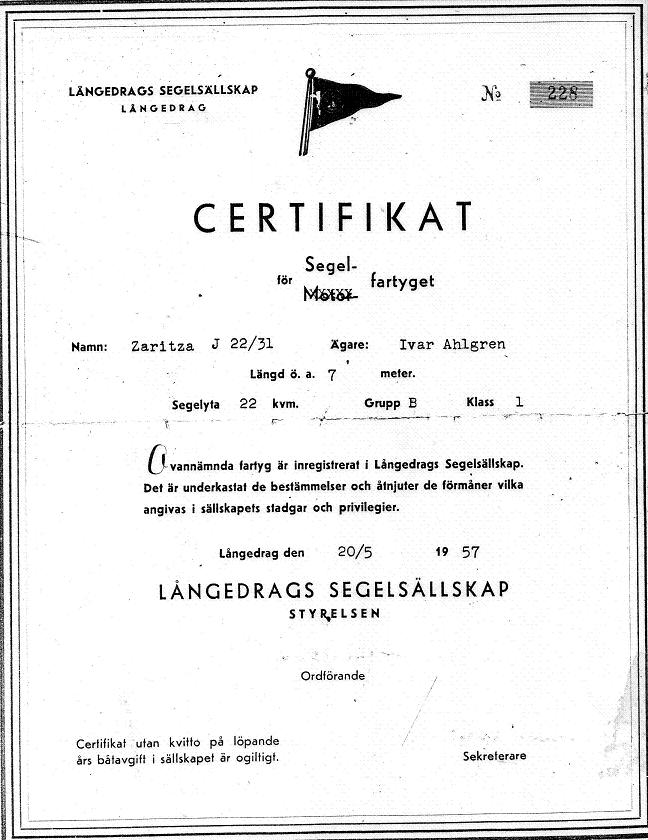 LÅNGEDRAGS SEGELSÄLLSKAP
LÅNGEDRAG
№ 228
CERTIFIKAT
för Segel- fartyget
Motor-
Namn: Zaritza J 22/31 Ägare: Ivar Ahlgren
Längd ö. a. 7 meter.
Segelyta 22 kvm. Grupp B Klass 1
Ovannämnda fartyg är inregistrerat i Långedrags Segelsällskap.
Det är underkastat de bestämmelser och åtnjuter de förmåner vilka
angivas i sällskapets stadgar och privilegier.
Långedrag den 20/5 19 57
LÅNGEDRAGS SEGELSÄLLSKAP
STYRELSEN
Ordförande
Certifikat utan kvitto på löpande
års båtavgift i sällskapet är ogiltigt.
Sekreterare